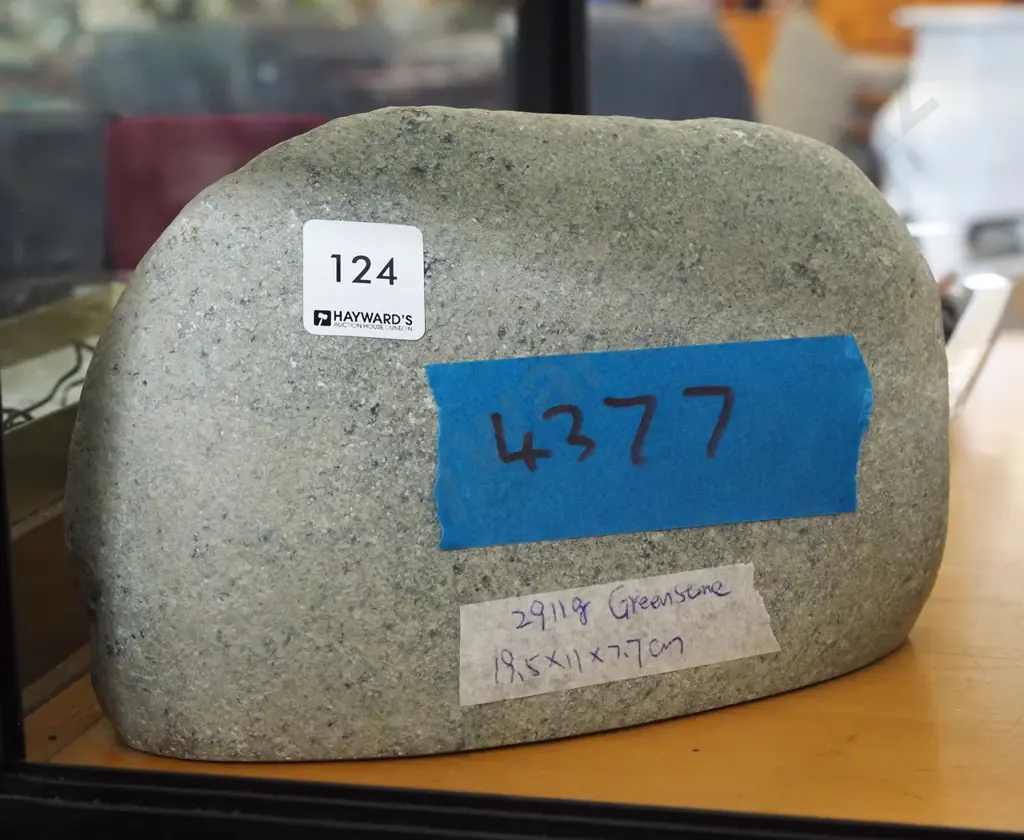 124
HAYWARD'S
AUCTION HOUSE DUNEDIN
4377
2911g Greenstone
19.5x11x7.7cm